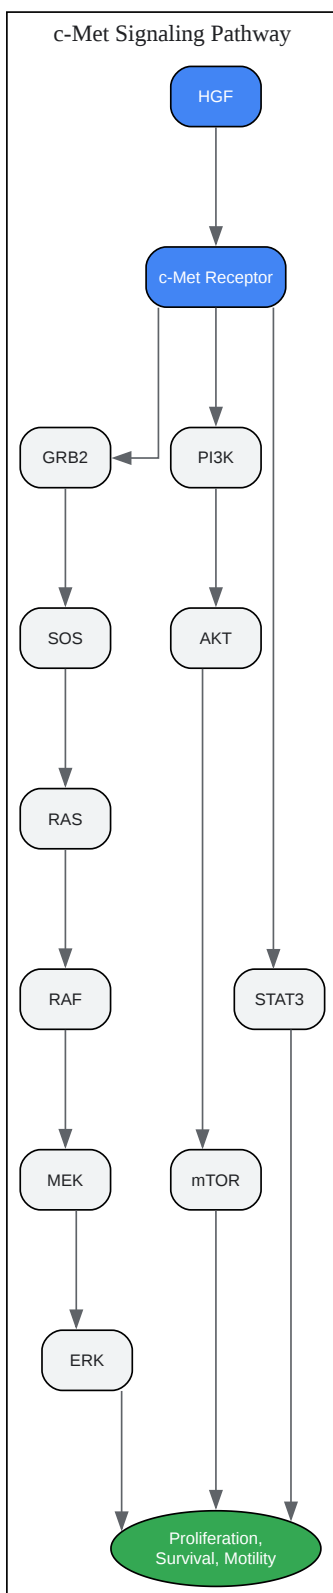 c-Met Signaling Pathway
HGF
c-Met Receptor
GRB2
PI3K
SOS
AKT
RAS
RAF
STAT3
MEK
mTOR
ERK
Proliferation,
Survival, Motility